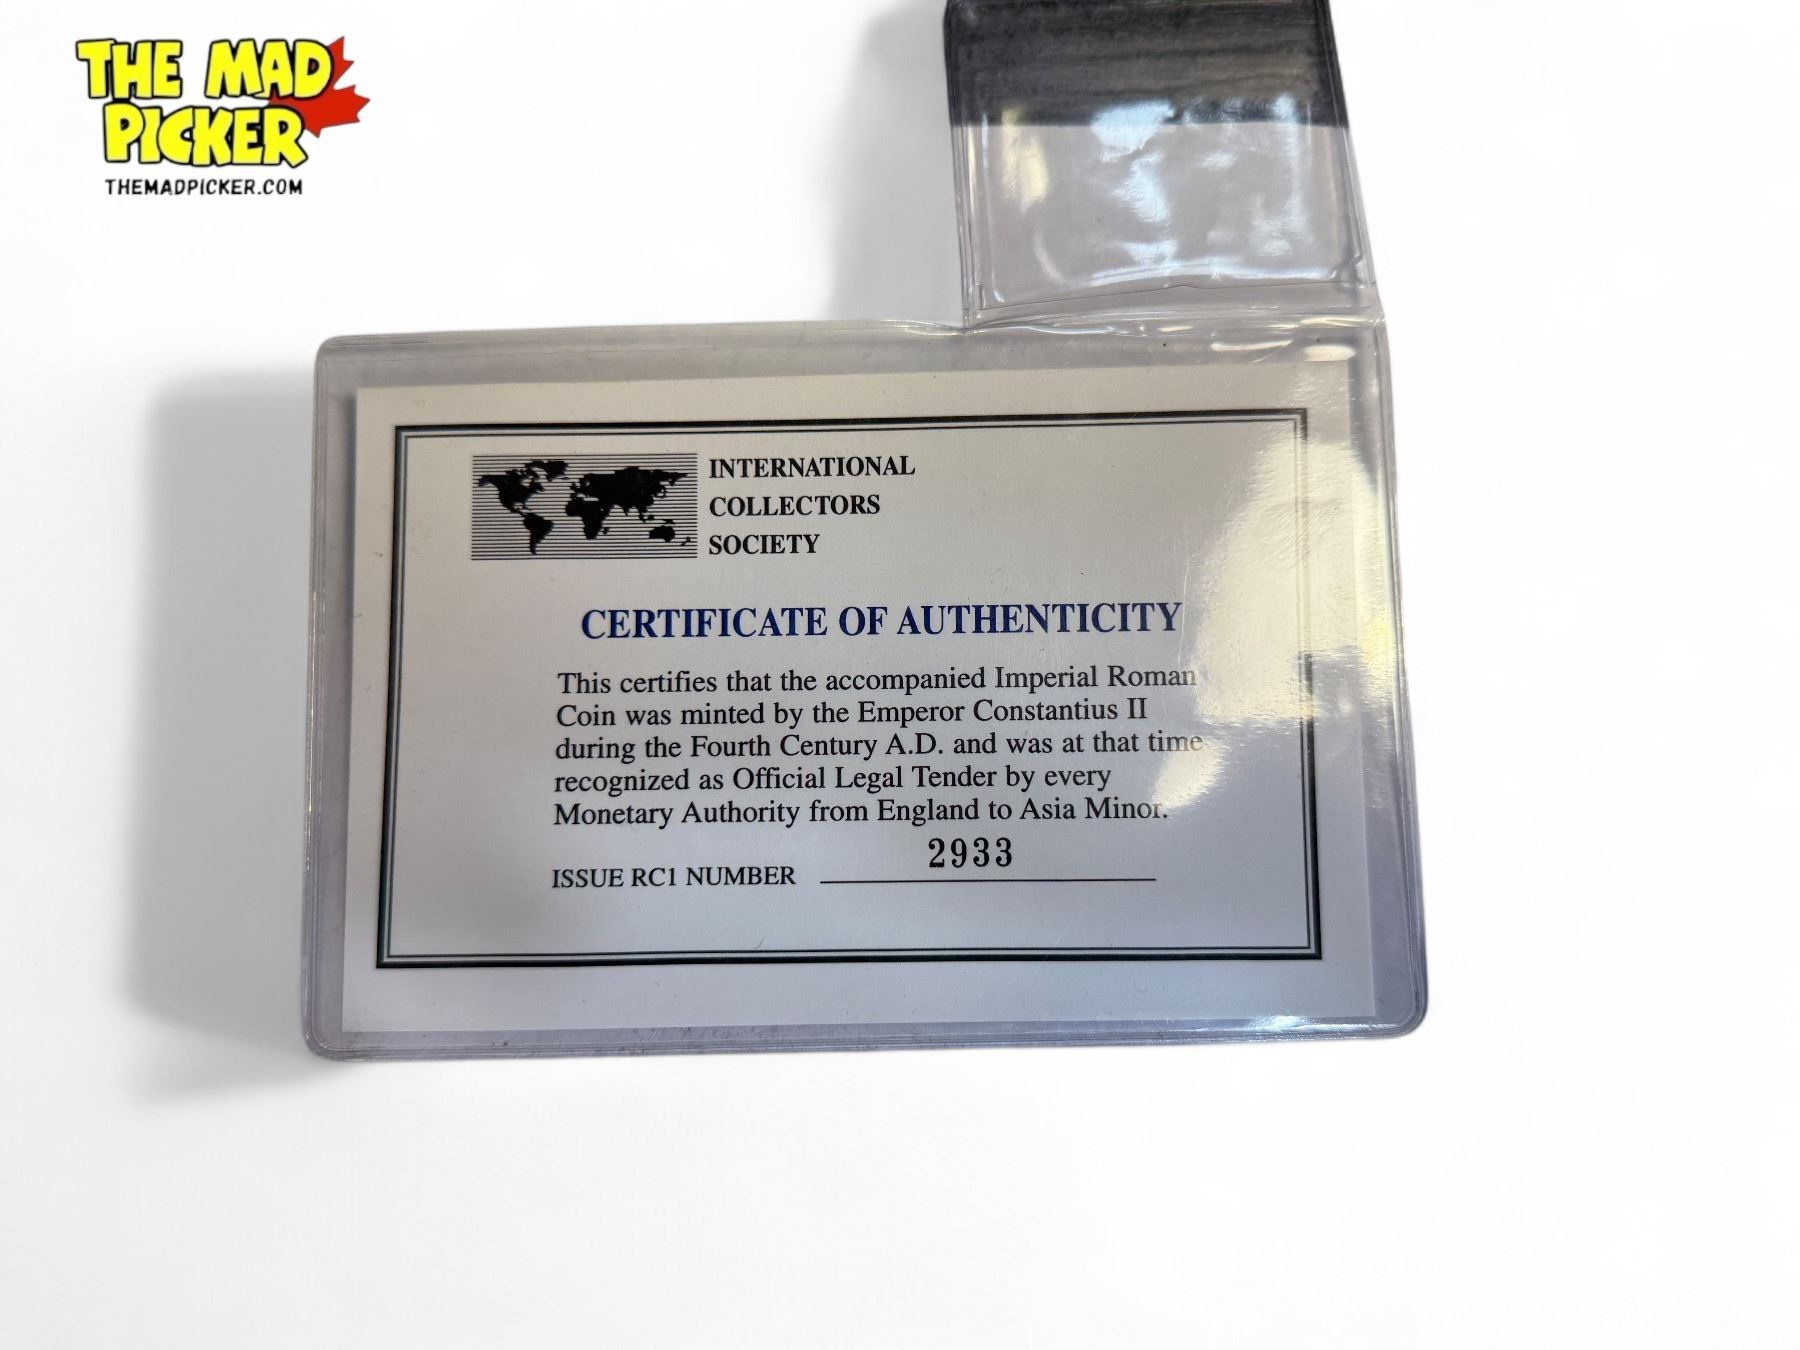 THE MAD
PICKER
THEMADPICKER.COM
INTERNATIONAL
COLLECTORS
SOCIETY
CERTIFICATE OF AUTHENTICITY
This certifies that the accompanied Imperial Roman
Coin was minted by the Emperor Constantius II
during the Fourth Century A.D. and was at that time
recognized as Official Legal Tender by every
Monetary Authority from England to Asia Minor.
2933
ISSUE RC1 NUMBER